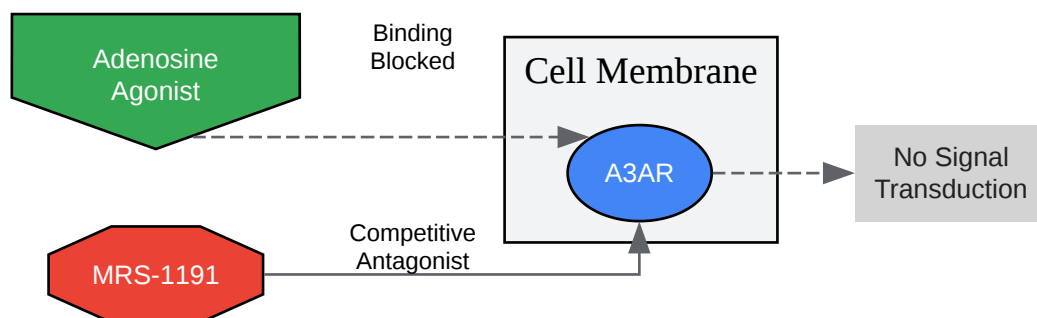 Adenosine
Agonist
Binding
Blocked
Cell Membrane
A3AR
No Signal
Transduction
Competitive
Antagonist
MRS-1191